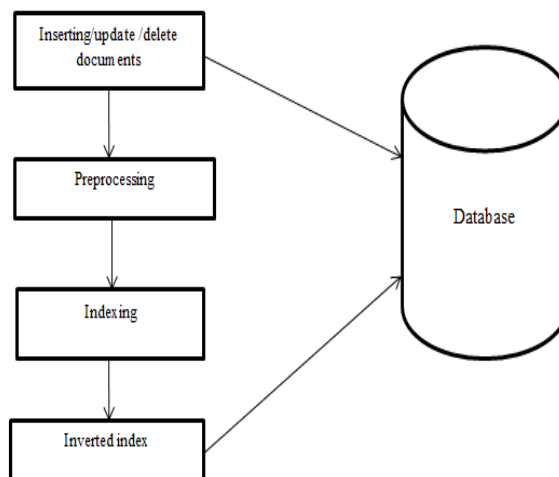 Inserting/update /delete
documents
Preprocessing
Database
Indexing
Inverted index